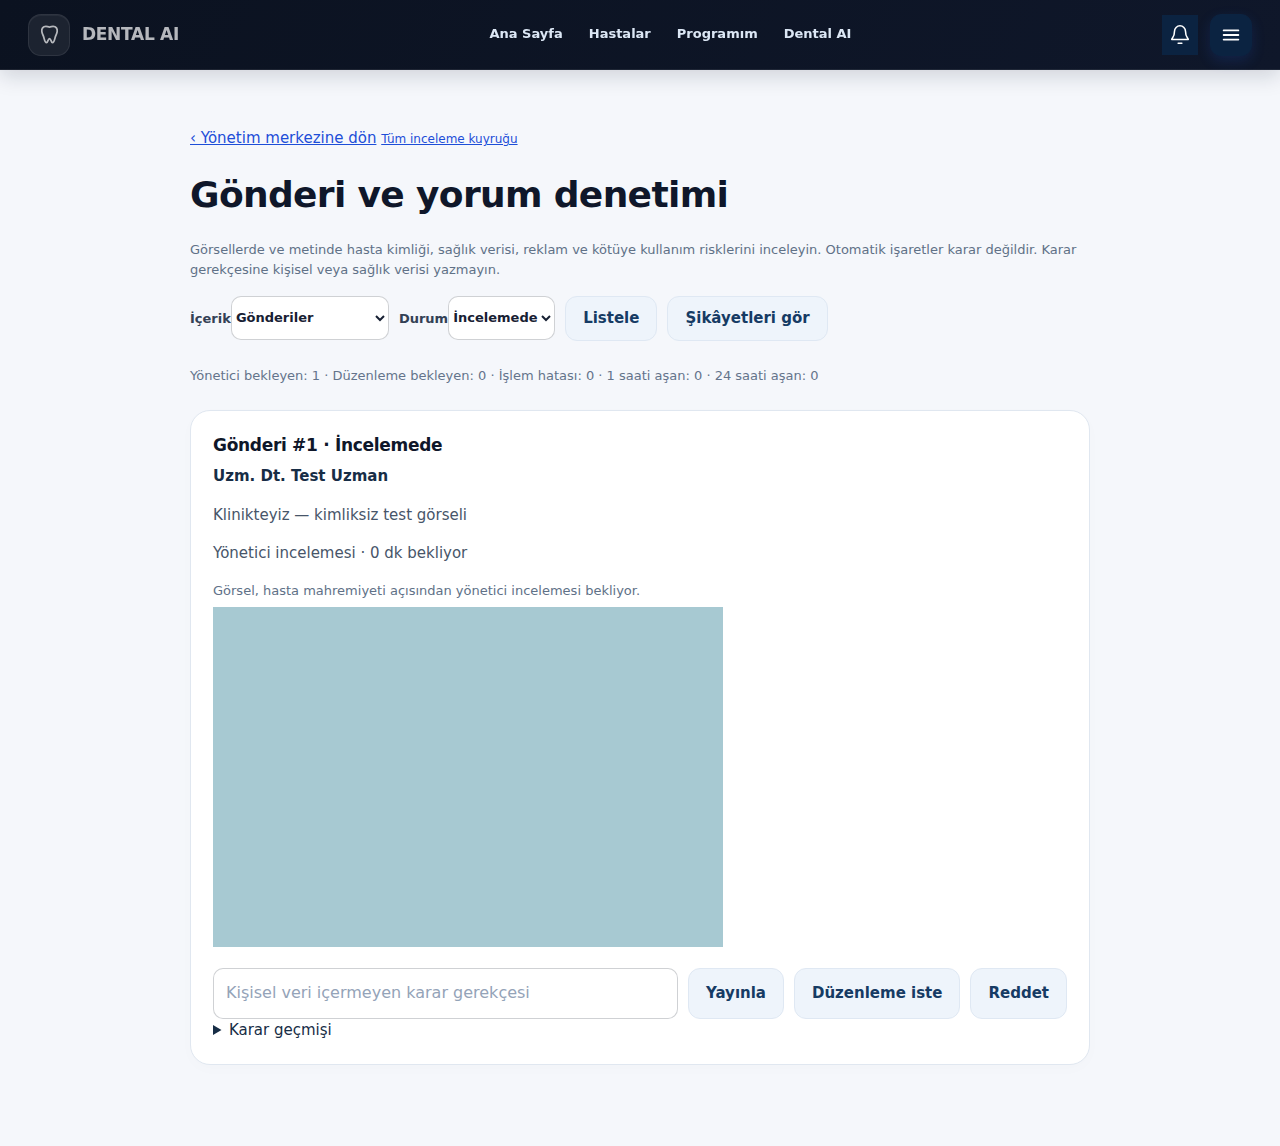 DENTAL AI
Ana Sayfa Hastalar Programım Dental AI
‹ Yönetim merkezine dön Tüm inceleme kuyruğu
Gönderi ve yorum denetimi
Görsellerde ve metinde hasta kimliği, sağlık verisi, reklam ve kötüye kullanım risklerini inceleyin. Otomatik işaretler karar değildir. Karar
gerekçesine kişisel veya sağlık verisi yazmayın.
İçerik Gönderiler Durum İncelemede Listele Şikâyetleri gör
Yönetici bekleyen: 1 · Düzenleme bekleyen: 0 · İşlem hatası: 0 · 1 saati aşan: 0 · 24 saati aşan: 0
Gönderi #1 · İncelemede
Uzm. Dt. Test Uzman
Klinikteyiz — kimliksiz test görseli
Yönetici incelemesi · 0 dk bekliyor
Görsel, hasta mahremiyeti açısından yönetici incelemesi bekliyor.
Kişisel veri içermeyen karar gerekçesi Yayınla Düzenleme iste Reddet
Karar geçmişi